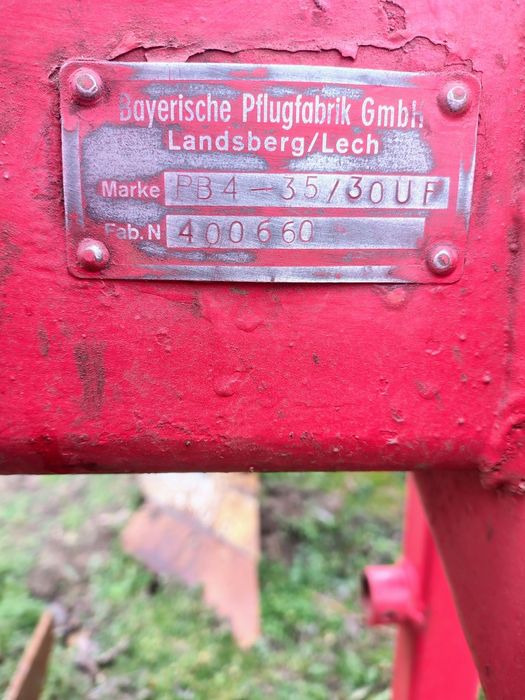 Bayerische Pflugfabrik GmbH
Landsberg/Lech
Marke PB4-35/30UF
Fab.N 400660